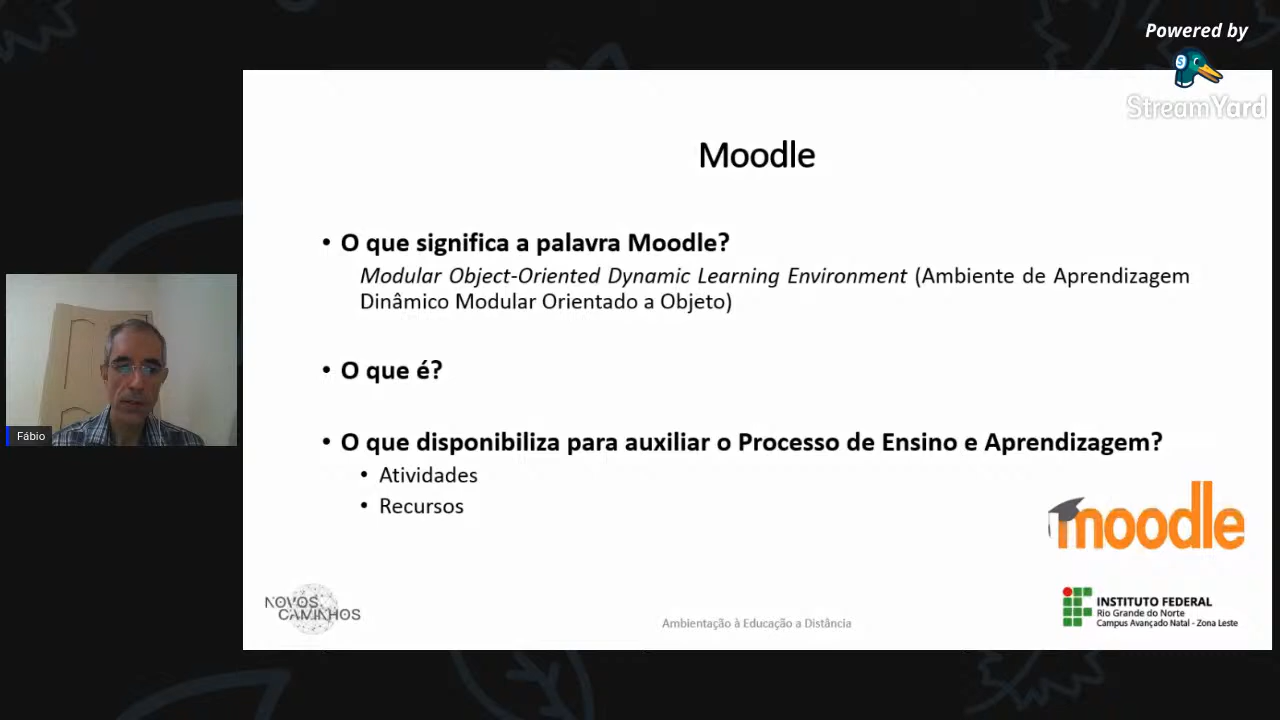 Powered by
StreamYard
Moodle
• O que significa a palavra Moodle?
Modular Object-Oriented Dynamic Learning Environment (Ambiente de Aprendizagem
Dinâmico Modular Orientado a Objeto)
• O que é?
Fábio
• O que disponibiliza para auxiliar o Processo de Ensino e Aprendizagem?
• Atividades
• Recursos
moodle
NOVOS
CAMINHOS
Ambientação à Educação a Distância
INSTITUTO FEDERAL
Rio Grande do Norte
Campus Avançado Natal - Zona Leste